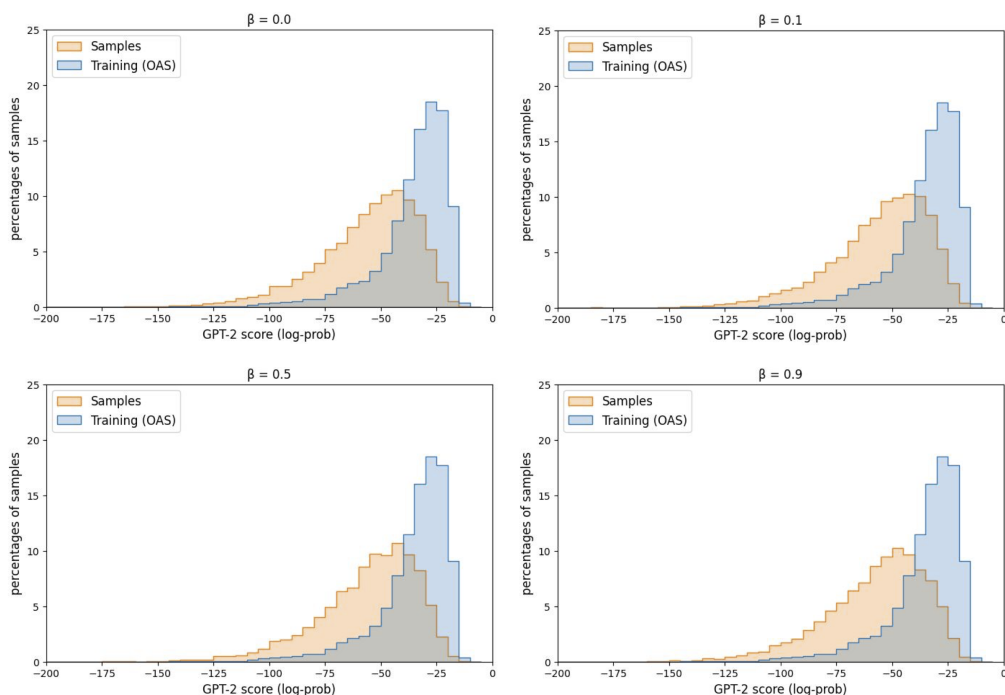 β = 0.0
25
20
15
10
5
0
percentages of samples
Samples
Training (OAS)
−200 −175 −150 −125 −100 −75 −50 −25 0
GPT-2 score (log-prob)
β = 0.1
25
20
15
10
5
0
percentages of samples
Samples
Training (OAS)
−200 −175 −150 −125 −100 −75 −50 −25 0
GPT-2 score (log-prob)
β = 0.5
25
20
15
10
5
0
percentages of samples
Samples
Training (OAS)
−200 −175 −150 −125 −100 −75 −50 −25 0
GPT-2 score (log-prob)
β = 0.9
25
20
15
10
5
0
percentages of samples
Samples
Training (OAS)
−200 −175 −150 −125 −100 −75 −50 −25 0
GPT-2 score (log-prob)